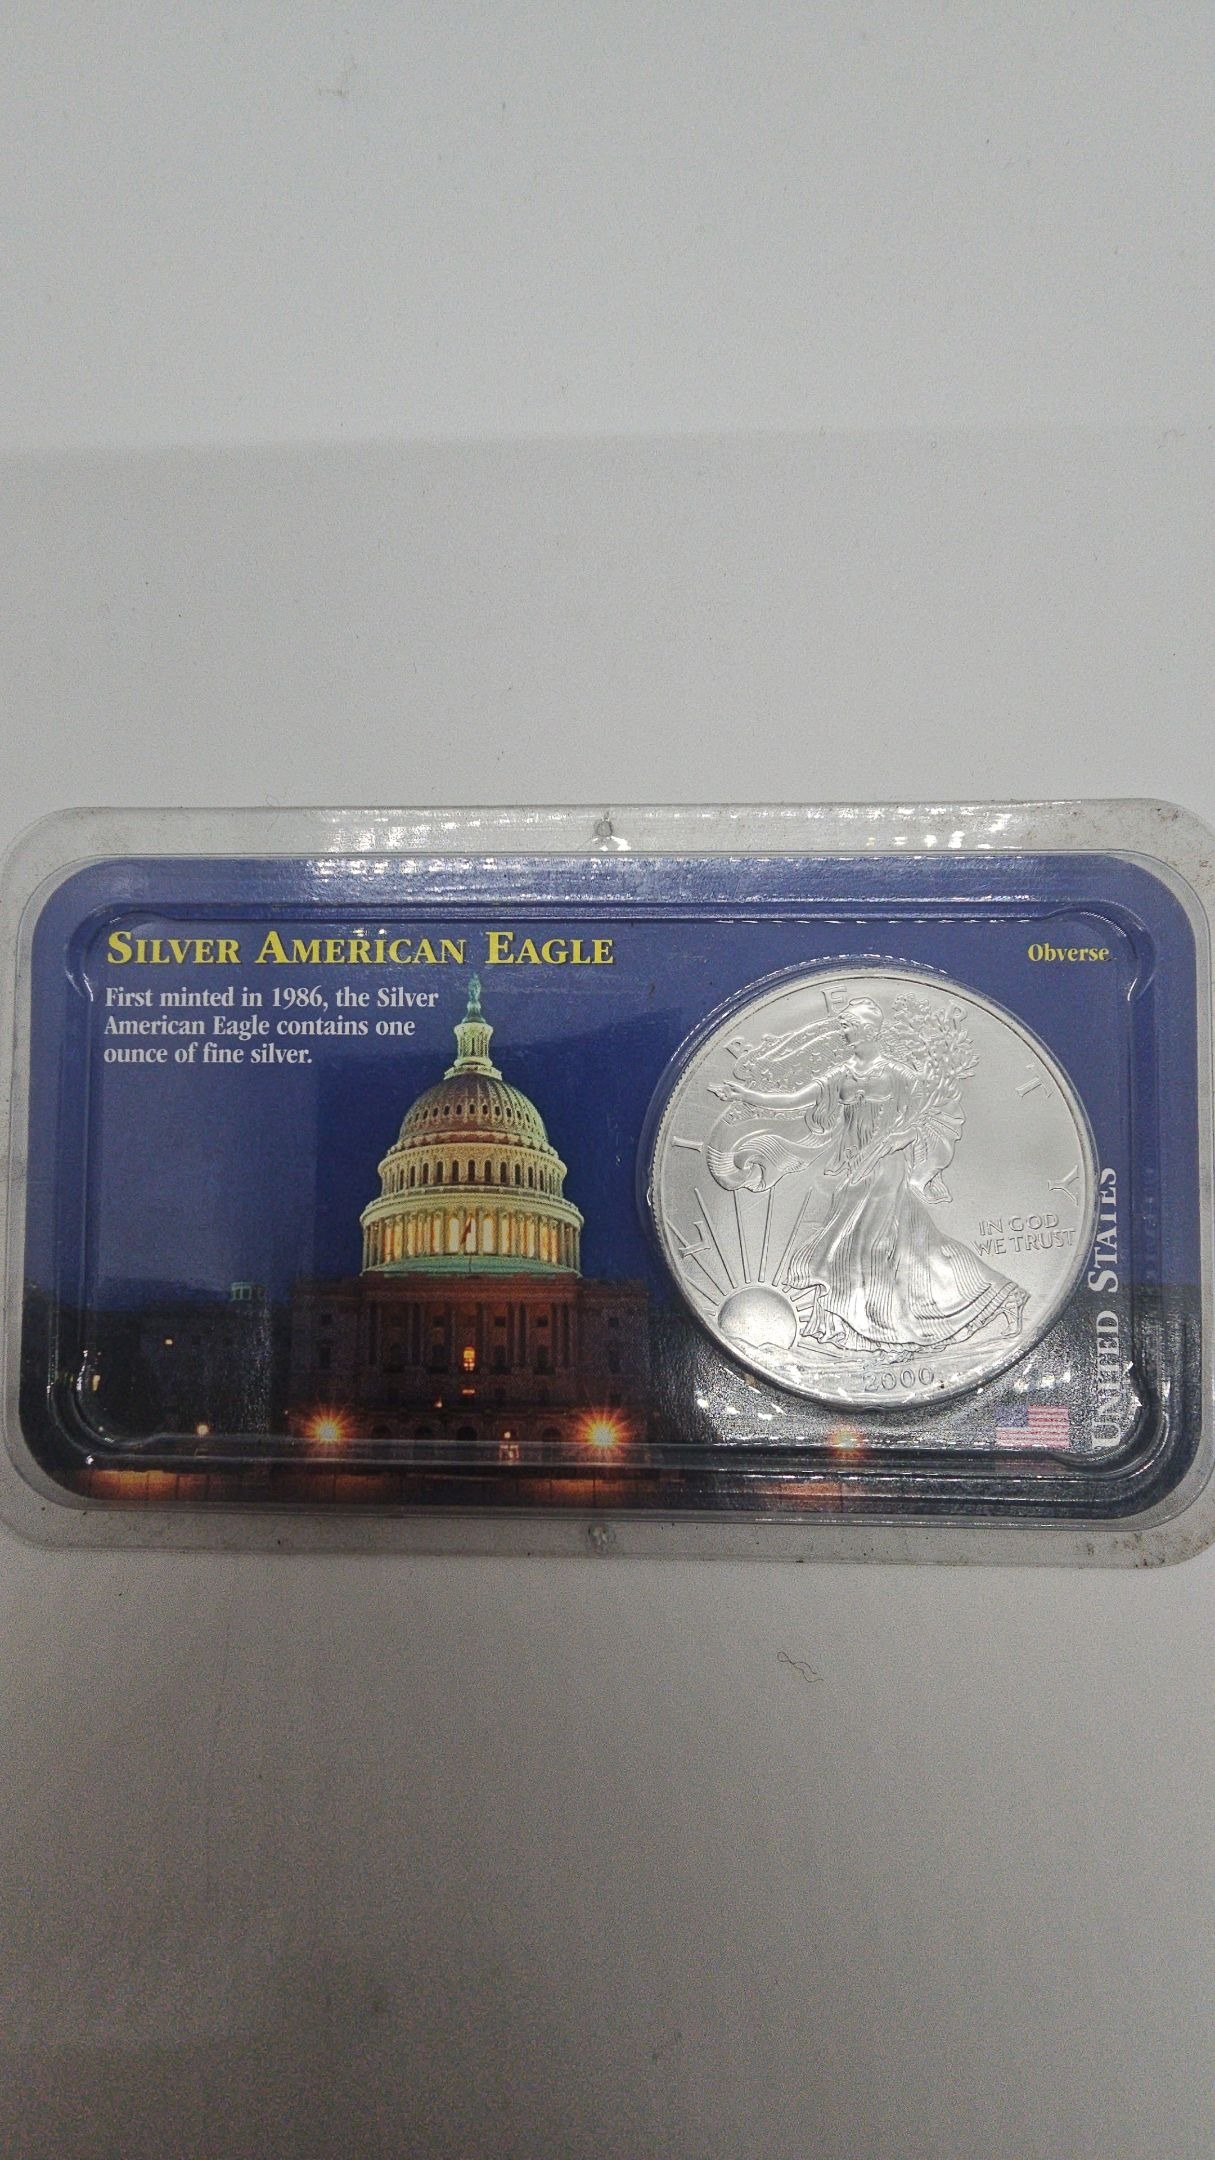 SILVER AMERICAN EAGLE
Obverse
First minted in 1986, the Silver
American Eagle contains one
ounce of fine silver.
LIBERTY
IN GOD
WE TRUST
2000
UNITED STATES